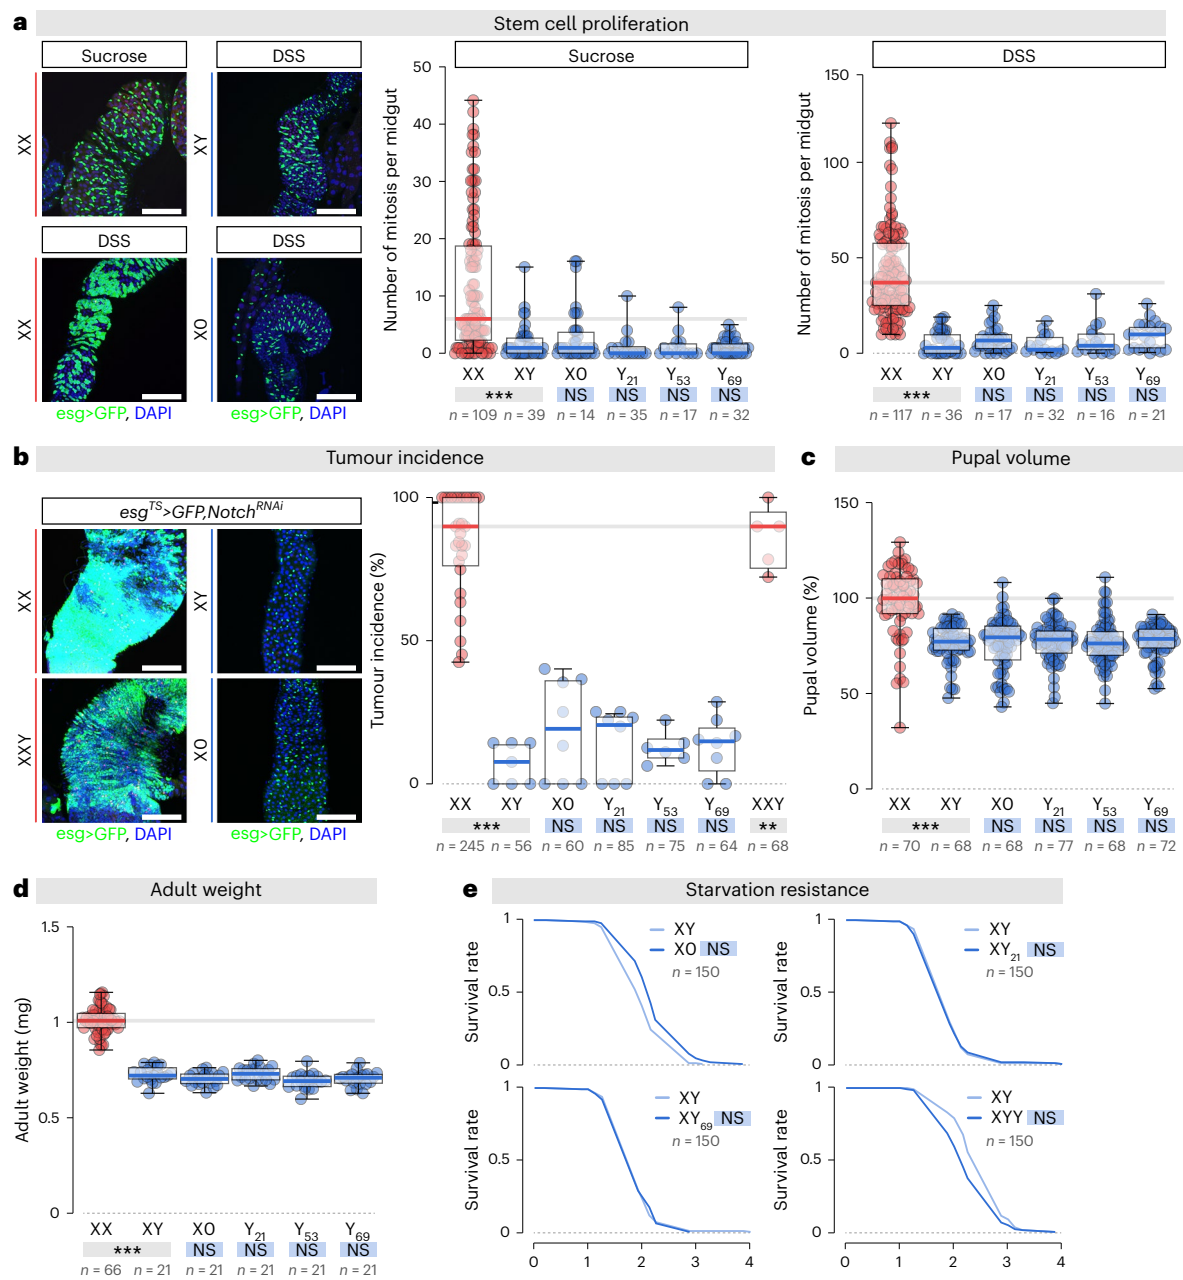 a Stem cell proliferation
Sucrose DSS Sucrose DSS
XX XY
DSS DSS
XX XO
esg>GFP, DAPI esg>GFP, DAPI
Number of mitosis per midgut
50
40
30
20
10
0
XX XY XO Y21 Y53 Y69
*** NS NS NS NS
n = 109 n = 39 n = 14 n = 35 n = 17 n = 32
Number of mitosis per midgut
150
100
50
0
XX XY XO Y21 Y53 Y69
*** NS NS NS NS
n = 117 n = 36 n = 17 n = 32 n = 16 n = 21
b Tumour incidence
esgTS>GFP,NotchRNAi
XX XY
XXY XO
esg>GFP, DAPI esg>GFP, DAPI
Tumour incidence (%)
100
50
0
XX XY XO Y21 Y53 Y69 XXY
*** NS NS NS NS **
n = 245 n = 56 n = 60 n = 85 n = 75 n = 64 n = 68
c Pupal volume
Pupal volume (%)
150
100
50
0
XX XY XO Y21 Y53 Y69
*** NS NS NS NS
n = 70 n = 68 n = 68 n = 77 n = 68 n = 72
d Adult weight
Adult weight (mg)
1.5
1
0.5
0
XX XY XO Y21 Y53 Y69
*** NS NS NS NS
n = 66 n = 21 n = 21 n = 21 n = 21 n = 21
e Starvation resistance
Survival rate
1
0.5
0
XY
XO NS
n = 150
Survival rate
1
0.5
0
XY
XY21 NS
n = 150
Survival rate
1
0.5
0
XY
XY69 NS
n = 150
0 1 2 3 4
Survival rate
1
0.5
0
XY
XYY NS
n = 150
0 1 2 3 4